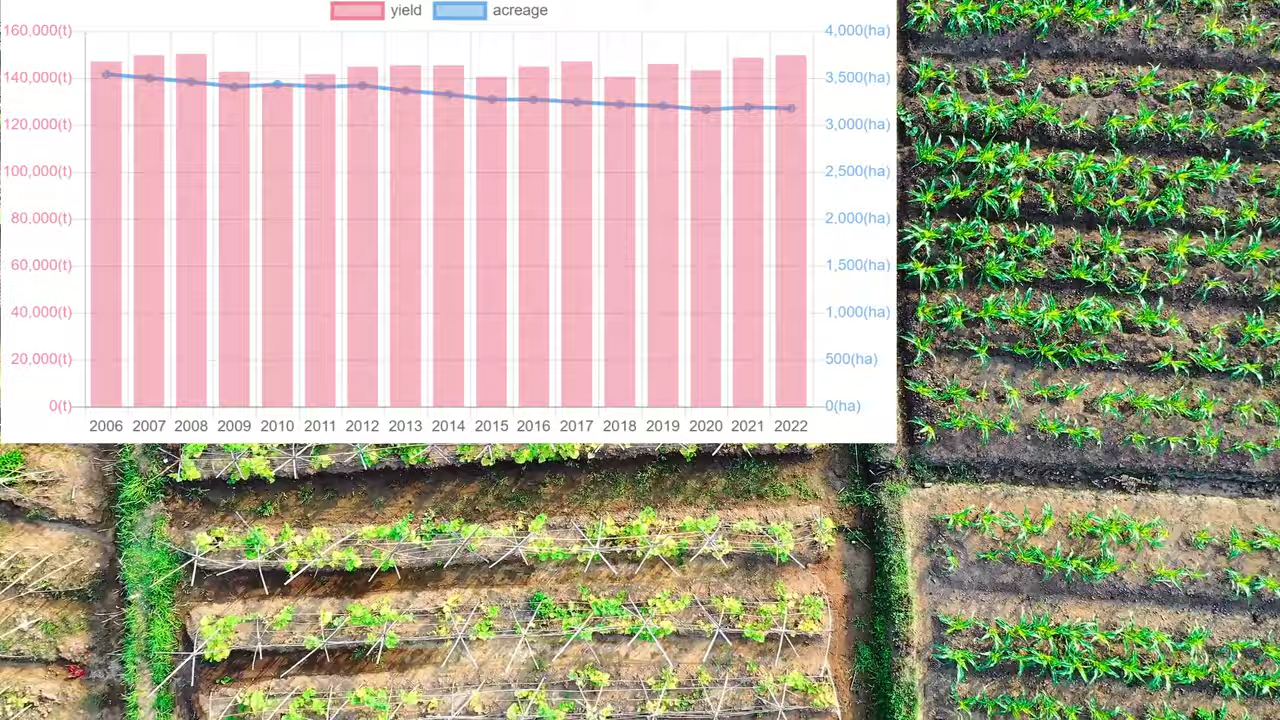 yield acreage
160,000(t) 4,000(ha)
140,000(t) 3,500(ha)
120,000(t) 3,000(ha)
100,000(t) 2,500(ha)
80,000(t) 2,000(ha)
60,000(t) 1,500(ha)
40,000(t) 1,000(ha)
20,000(t) 500(ha)
0(t) 0(ha)
2006 2007 2008 2009 2010 2011 2012 2013 2014 2015 2016 2017 2018 2019 2020 2021 2022